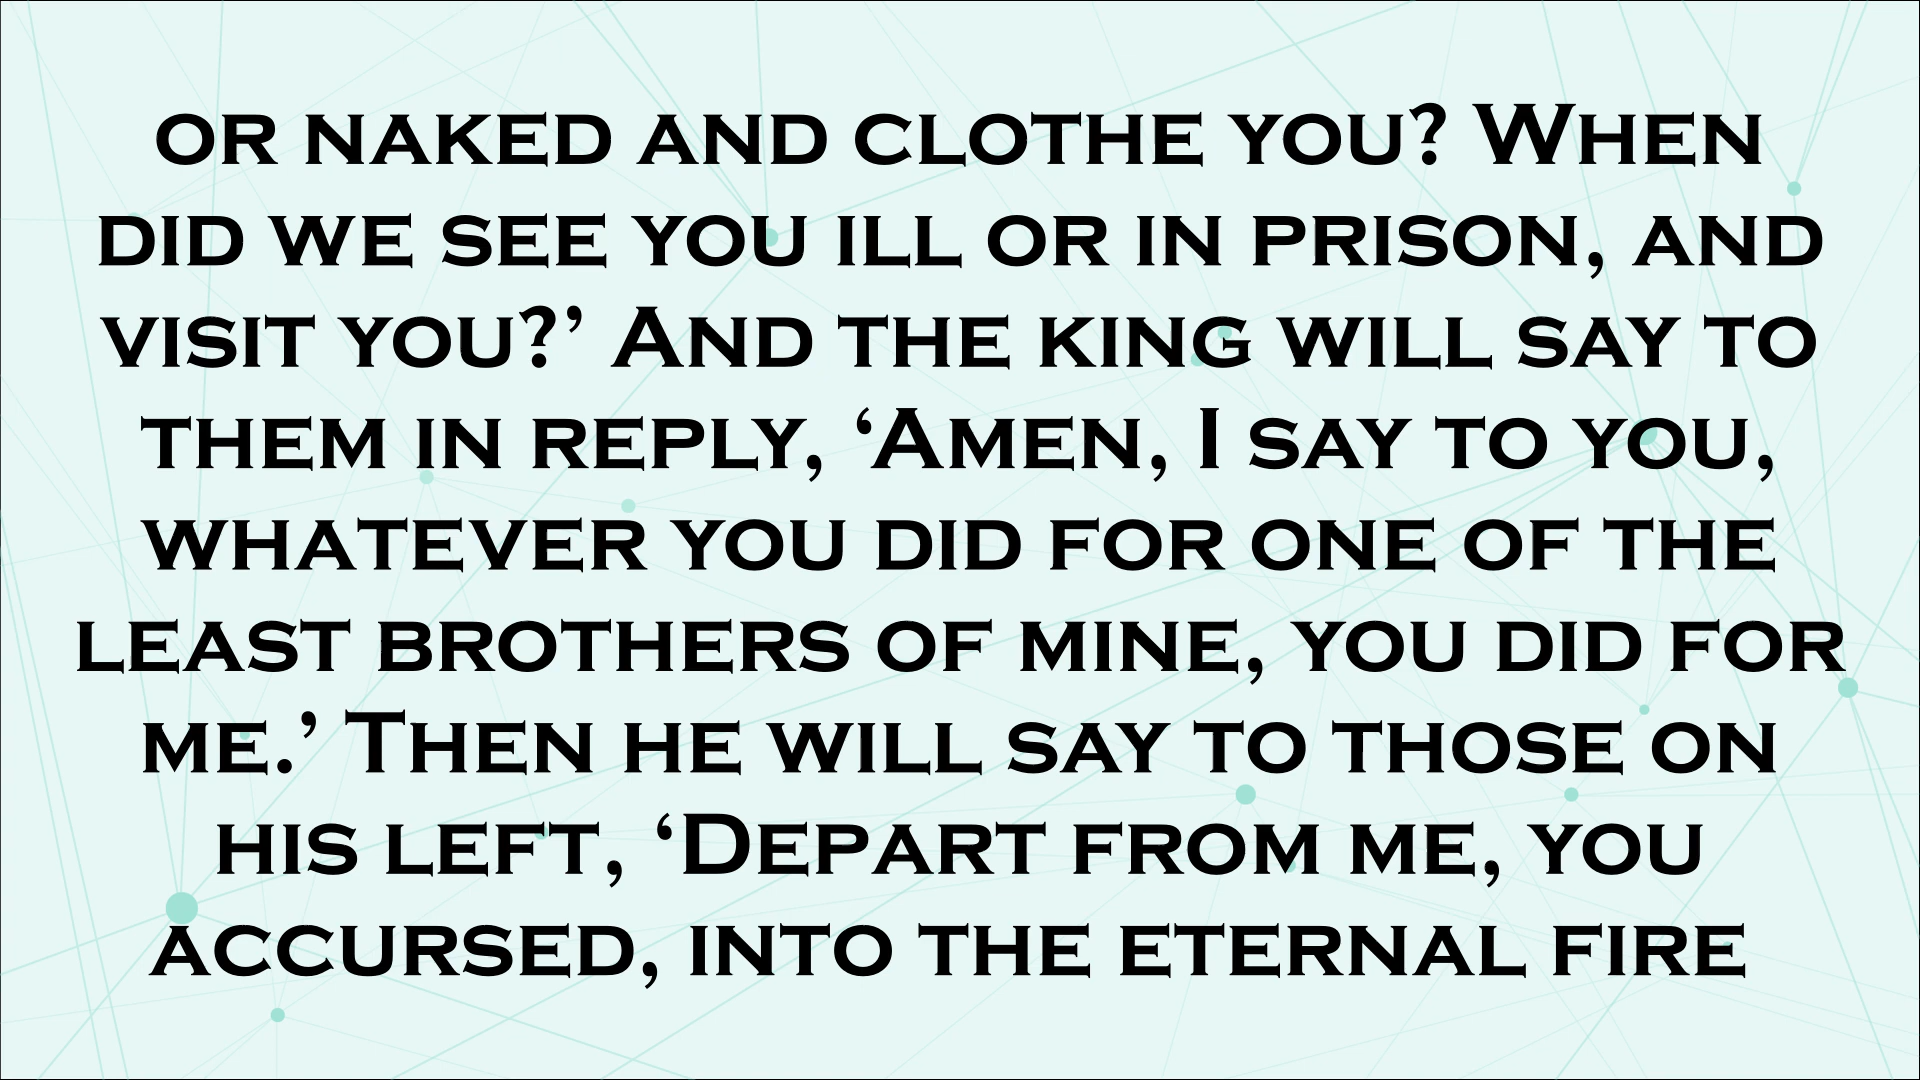 or naked and clothe you? When
did we see you ill or in prison, and
visit you?’ And the king will say to
them in reply, ‘Amen, I say to you,
whatever you did for one of the
least brothers of mine, you did for
me.’ Then he will say to those on
his left, ‘Depart from me, you
accursed, into the eternal fire